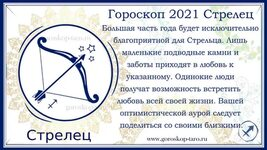 Гороскоп 2021 Стрелец
Большая часть года будет исключительно
благоприятной для Стрельца. Лишь
маленькие подводные камни и
заботы приходят в любовь к
указанному. Одинокие люди
получат возможность встретить
любовь всей своей жизни. Вашей
оптимистической аурой следует
поделиться со своими близкими.
Стрелец
www.goroskop-taro.ru